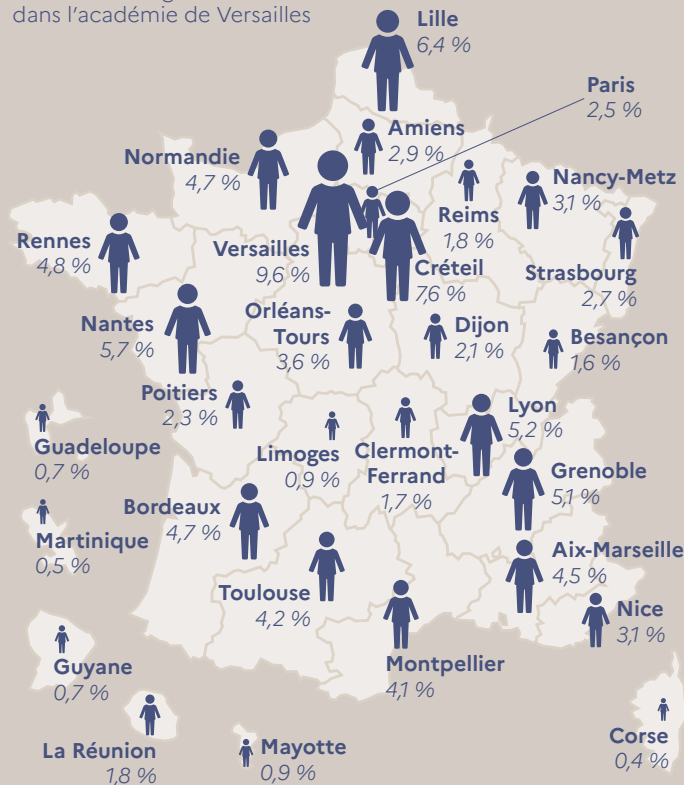 dans l'académie de Versailles
Lille
6,4 %
Paris
2,5 %
Amiens
2,9 %
Normandie
4,7 %
Nancy-Metz
3,1 %
Reims
1,8 %
Rennes
4,8 %
Versailles
9,6 %
Créteil
7,6 %
Strasbourg
2,7 %
Nantes
5,7 %
Orléans-
Tours
3,6 %
Dijon
2,1 %
Besançon
1,6 %
Poitiers
2,3 %
Lyon
5,2 %
Guadeloupe
0,7 %
Limoges
0,9 %
Clermont-
Ferrand
1,7 %
Grenoble
5,1 %
Bordeaux
4,7 %
Martinique
0,5 %
Aix-Marseille
4,5 %
Toulouse
4,2 %
Nice
3,1 %
Guyane
0,7 %
Montpellier
4,1 %
La Réunion
1,8 %
Mayotte
0,9 %
Corse
0,4 %